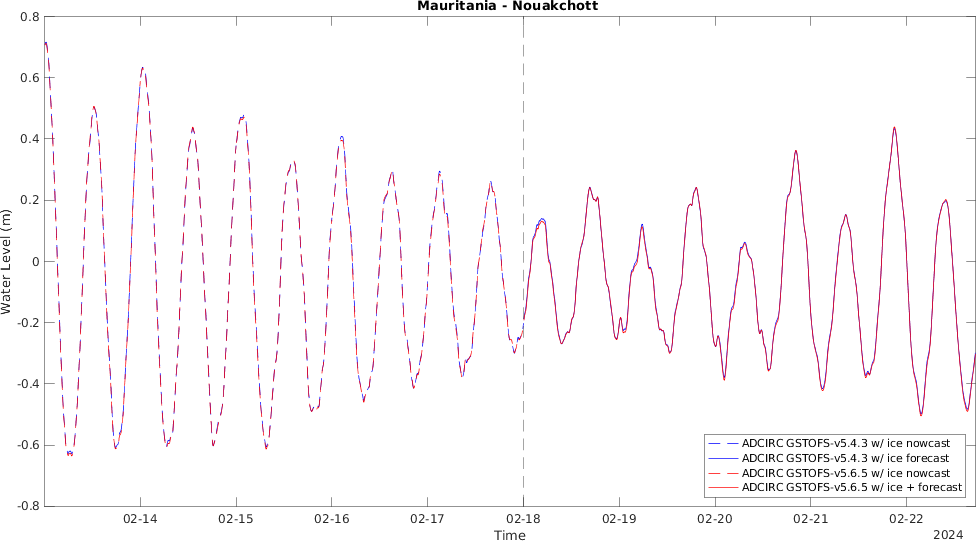 Mauritania - Nouakchott
0.8
0.6
0.4
0.2
0
-0.2
-0.4
-0.6
-0.8
Water Level (m)
02-14 02-15 02-16 02-17 02-18 02-19 02-20 02-21 02-22
Time
2024
ADCIRC GSTOFS-v5.4.3 w/ ice nowcast
ADCIRC GSTOFS-v5.4.3 w/ ice forecast
ADCIRC GSTOFS-v5.6.5 w/ ice nowcast
ADCIRC GSTOFS-v5.6.5 w/ ice + forecast